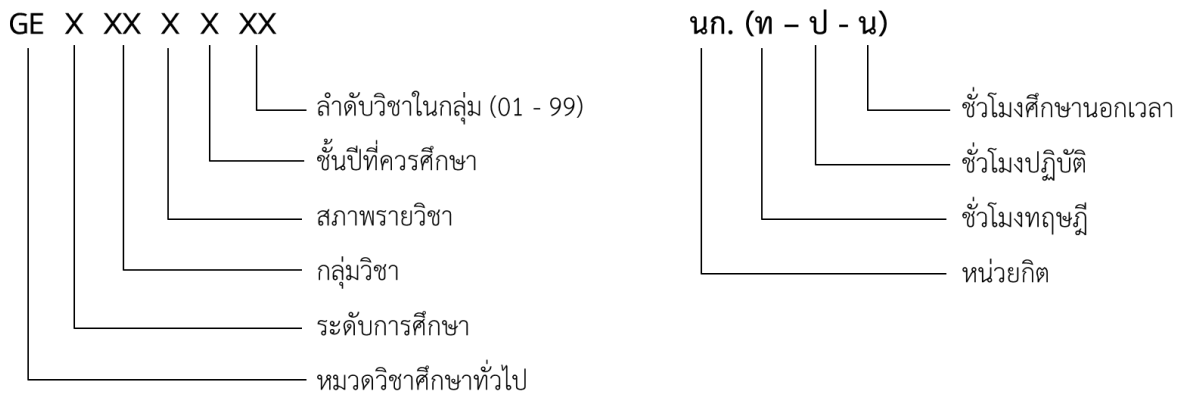 GE X XX X X XX
ลำดับวิชาในกลุ่ม (01 - 99)
ชั้นปีที่ควรศึกษา
สภาพรายวิชา
กลุ่มวิชา
ระดับการศึกษา
หมวดวิชาศึกษาทั่วไป
นก. (ท – ป - น)
ชั่วโมงศึกษานอกเวลา
ชั่วโมงปฏิบัติ
ชั่วโมงทฤษฎี
หน่วยกิต